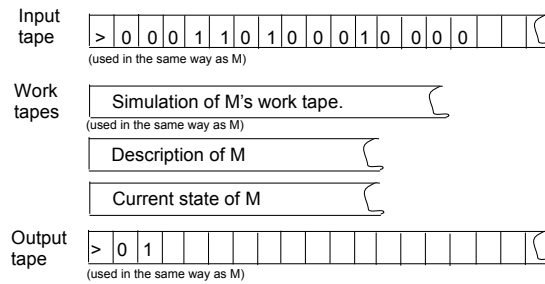 Input tape
> 0 0 0 1 1 0 1 0 0 0 1 0 0 0 0
(used in the same way as M)
Work tapes
Simulation of M's work tape.
(used in the same way as M)
Description of M
Current state of M
Output tape
> 0 1
(used in the same way as M)